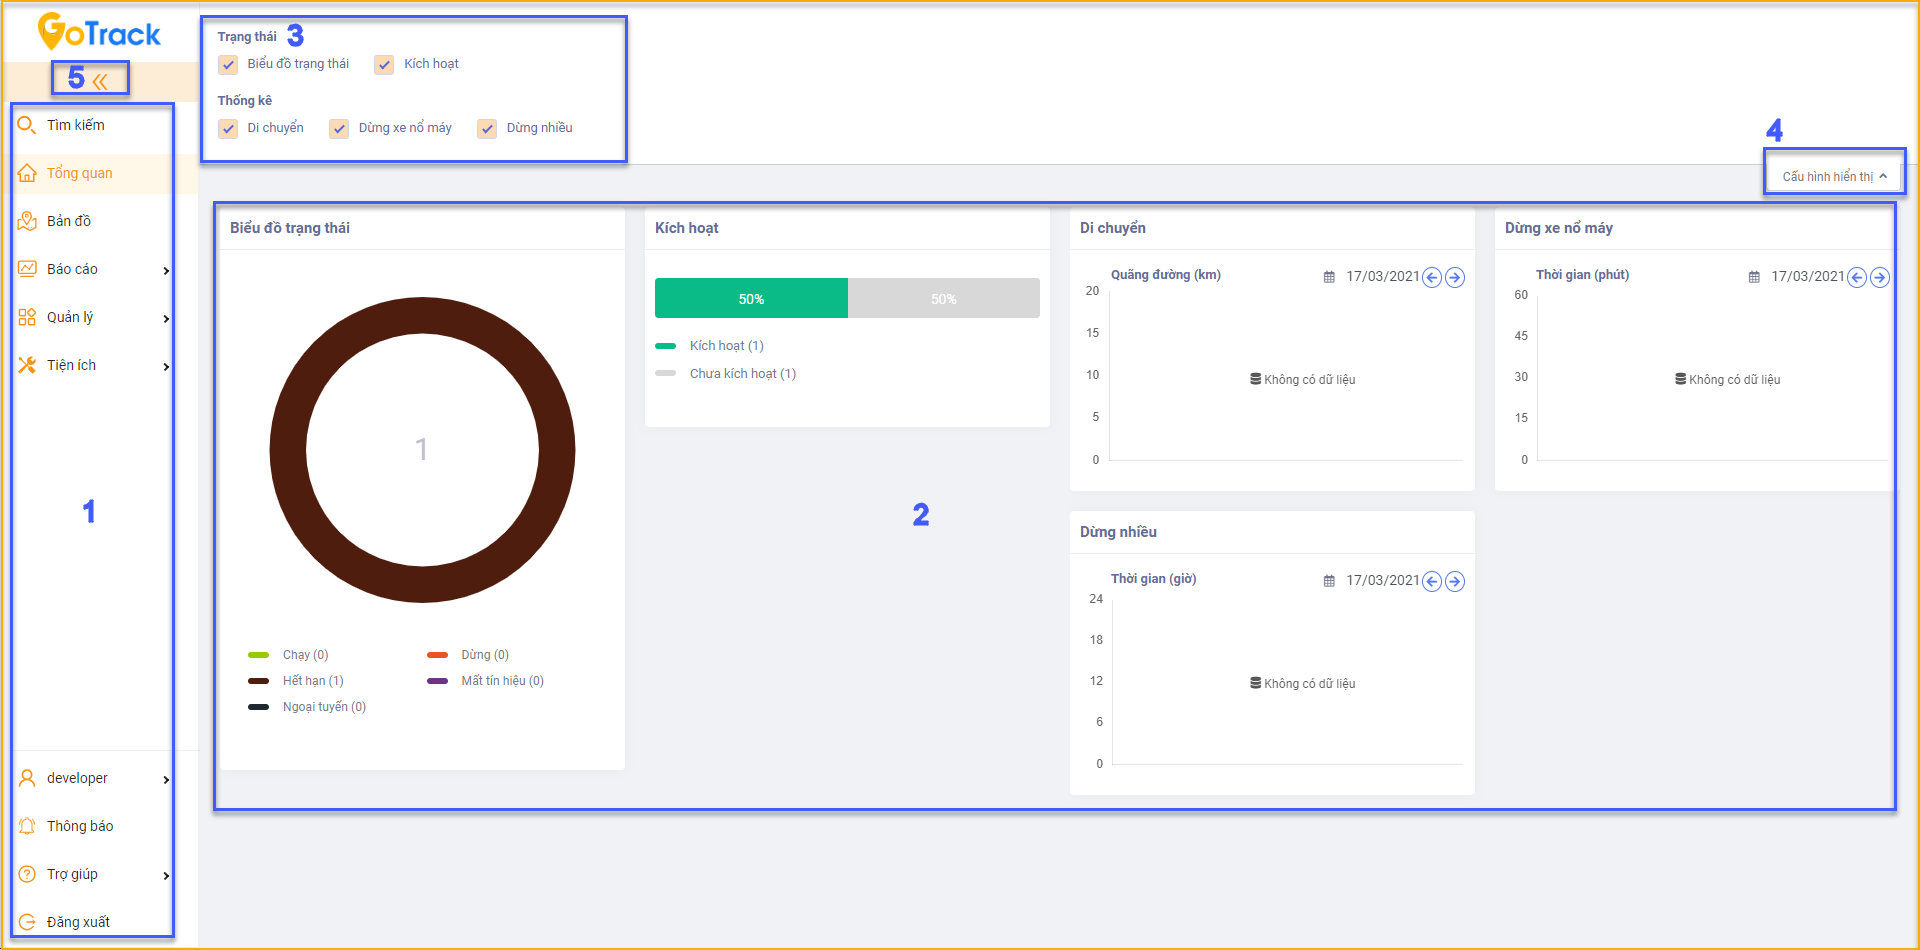 GoTrack
5
Tìm kiếm
Tổng quan
Bản đồ
Báo cáo
Quản lý
Tiện ích
1
developer
Thông báo
Trợ giúp
Đăng xuất
Trạng thái 3
Biểu đồ trạng thái Kích hoạt
Thống kê
Di chuyển Dừng xe nổ máy Dừng nhiều
4
Cấu hình hiển thị
Biểu đồ trạng thái
1
Chạy (0) Dừng (0)
Hết hạn (1) Mất tín hiệu (0)
Ngoại tuyến (0)
Kích hoạt
50% 50%
Kích hoạt (1)
Chưa kích hoạt (1)
2
Di chuyển
Quãng đường (km) 17/03/2021
20
15
10
5
0
Không có dữ liệu
Dừng xe nổ máy
Thời gian (phút) 17/03/2021
60
45
30
15
0
Không có dữ liệu
Dừng nhiều
Thời gian (giờ) 17/03/2021
24
18
12
6
0
Không có dữ liệu